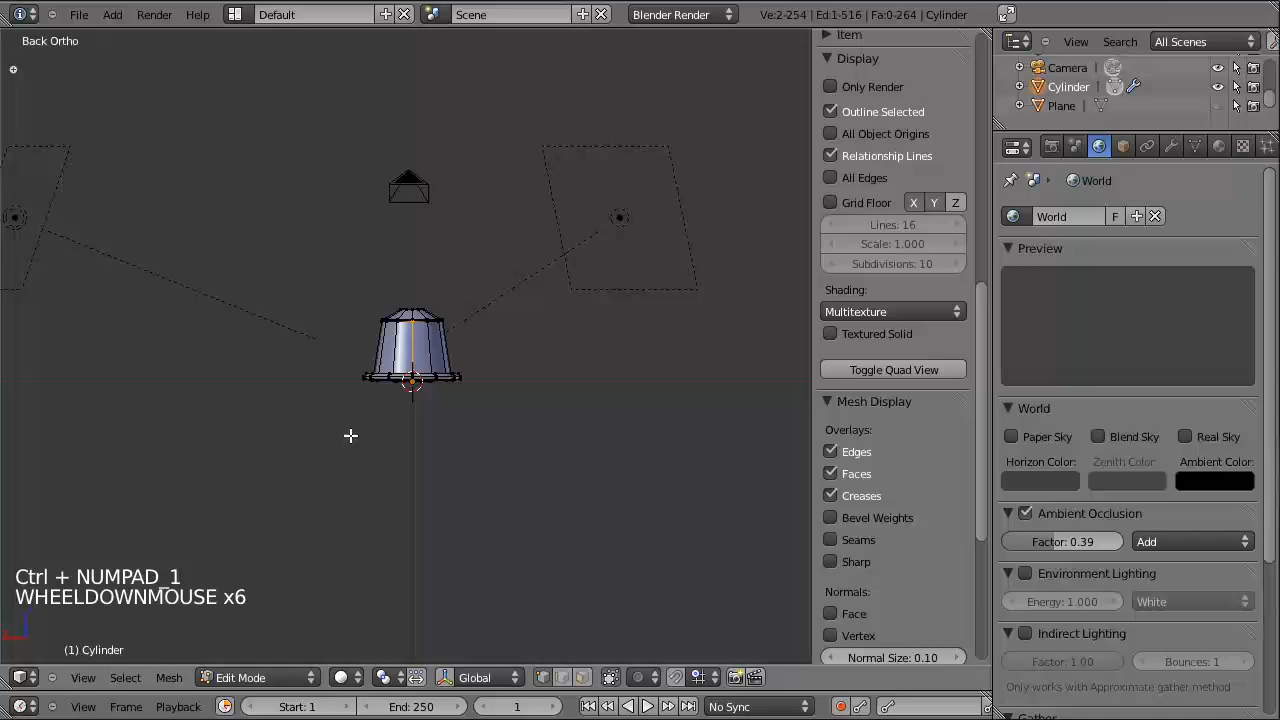 File Add Render Help Default Scene Blender Render Ve:2-254 | Ed:1-516 | Fa:0-264 | Cylinder
Back Ortho
Item
Display
Only Render
Outline Selected
All Object Origins
Relationship Lines
All Edges
Grid Floor X Y Z
Lines: 16
Scale: 1.000
Subdivisions: 10
Shading:
Multitexture
Textured Solid
Toggle Quad View
Mesh Display
Overlays:
Edges
Faces
Creases
Bevel Weights
Seams
Sharp
Normals:
Face
Vertex
Normal Size: 0.10
View Search All Scenes
Camera
Cylinder
Plane
World
World F
Preview
World
Paper Sky Blend Sky Real Sky
Horizon Color: Zenith Color: Ambient Color:
Ambient Occlusion
Factor: 0.39 Add
Environment Lighting
Energy: 1.000 White
Indirect Lighting
Factor: 1.00 Bounces: 1
Only works with Approximate gather method
Gather
Ctrl + NUMPAD_1
WHEELDOWNMOUSE x6
(1) Cylinder
View Select Mesh Edit Mode Global
View Frame Playback Start: 1 End: 250 1 No Sync